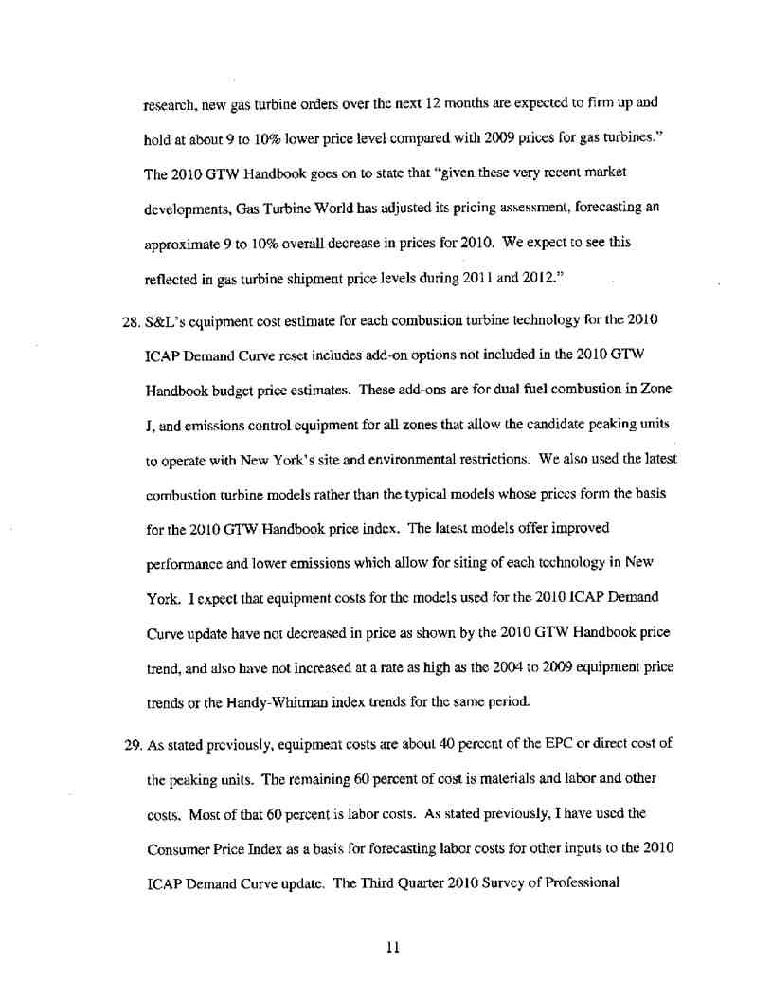 research, new gas turbine orders over the next 12 months are expected to firm up and
hold at about 9 to 10% lower price level compared with 2009 prices for gas turbines.”
The 2010 GTW Handbook goes on to state that “given these very recent market
developments, Gas Turbine World has adjusted its pricing assessment, forecasting an
approximate 9 to 10% overall decrease in prices for 2010. We expect to see this
reflected in gas turbine shipment price levels during 2011 and 2012.”
28. S&L’s equipment cost estimate for each combustion turbine technology for the 2010
ICAP Demand Curve reset includes add-on options not included in the 2010 GTW
Handbook budget price estimates. These add-ons are for dual fuel combustion in Zone
J, and emissions control equipment for all zones that allow the candidate peaking units
to operate with New York’s site and environmental restrictions. We also used the latest
combustion turbine models rather than the typical models whose prices form the basis
for the 2010 GTW Handbook price index. The latest models offer improved
performance and lower emissions which allow for siting of each technology in New
York. I expect that equipment costs for the models used for the 2010 ICAP Demand
Curve update have not decreased in price as shown by the 2010 GTW Handbook price
trend, and also have not increased at a rate as high as the 2004 to 2009 equipment price
trends or the Handy-Whitman index trends for the same period.
29. As stated previously, equipment costs are about 40 percent of the EPC or direct cost of
the peaking units. The remaining 60 percent of cost is materials and labor and other
costs. Most of that 60 percent is labor costs. As stated previously, I have used the
Consumer Price Index as a basis for forecasting labor costs for other inputs to the 2010
ICAP Demand Curve update. The Third Quarter 2010 Survey of Professional
11